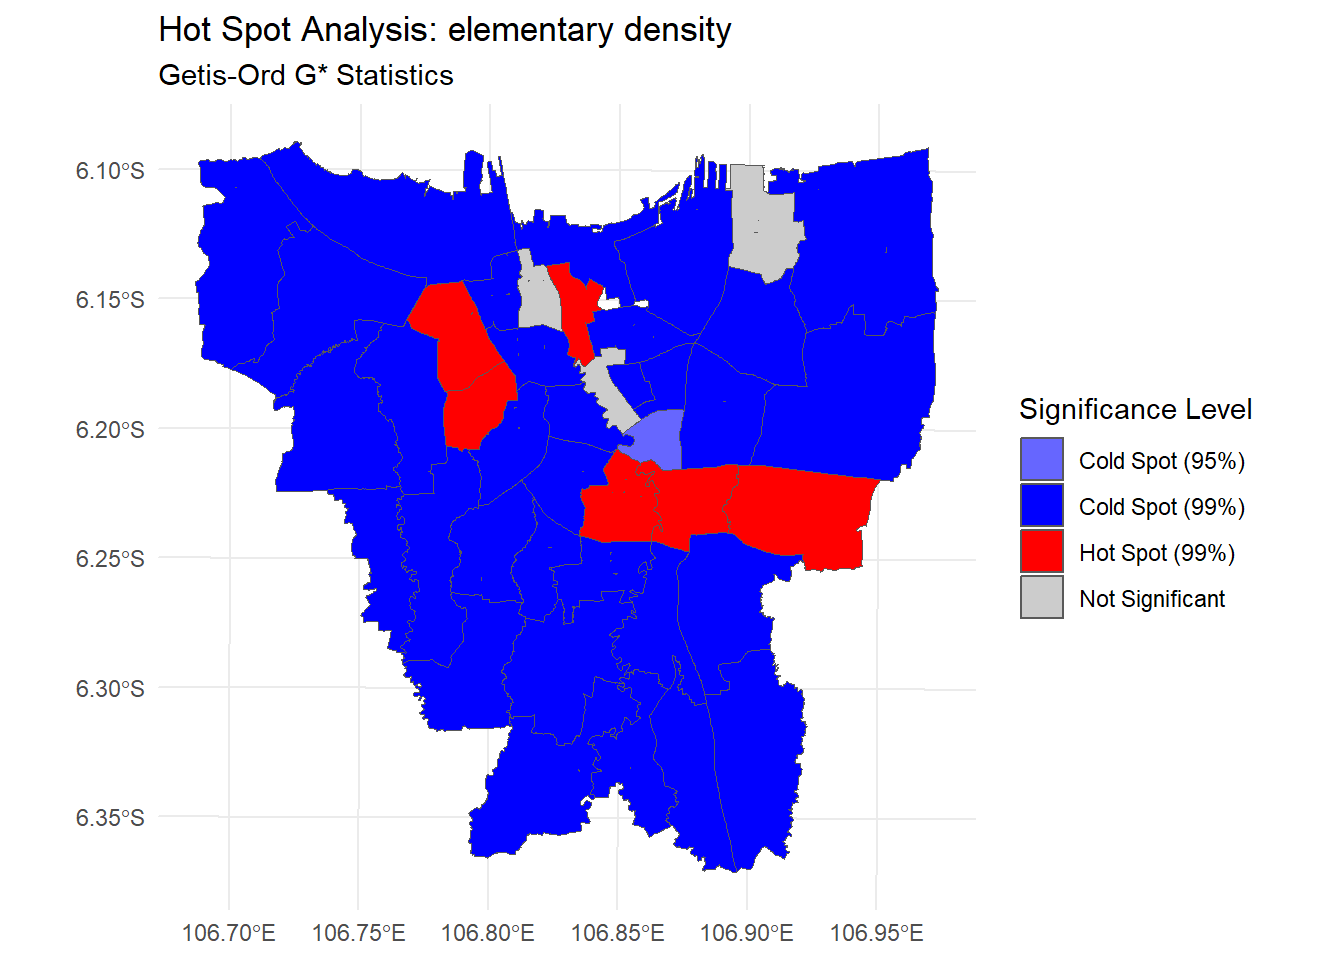 Hot Spot Analysis: elementary density
Getis-Ord G* Statistics
6.10°S
6.15°S
6.20°S
6.25°S
6.30°S
6.35°S
106.70°E
106.75°E
106.80°E
106.85°E
106.90°E
106.95°E
Significance Level
Cold Spot (95%)
Cold Spot (99%)
Hot Spot (99%)
Not Significant